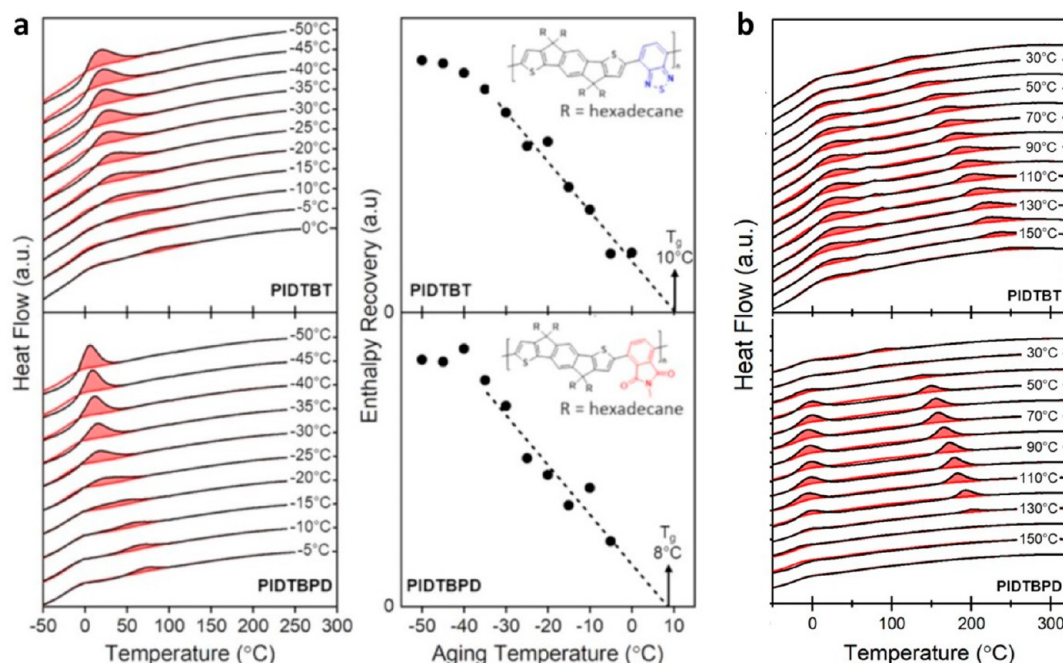 a
Heat Flow (a.u.)
-50°C
-45°C
-40°C
-35°C
-30°C
-25°C
-20°C
-15°C
-10°C
-5°C
0°C
PIDTBT
-50°C
-45°C
-40°C
-35°C
-30°C
-25°C
-20°C
-15°C
-10°C
-5°C
PIDTBPD
-50 0 50 100 150 200 250 300
Temperature (°C)
Enthalpy Recovery (a.u)
R R
S
S
R R
N S N
n
R = hexadecane
Tg
10°C
PIDTBT
0
R R
S
S
R R
O N O
n
R = hexadecane
Tg
8°C
PIDTBPD
0
-50 -40 -30 -20 -10 0 10
Aging Temperature (°C)
b
Heat Flow (a.u.)
30°C
50°C
70°C
90°C
110°C
130°C
150°C
PIDTBT
30°C
50°C
70°C
90°C
110°C
130°C
150°C
PIDTBPD
0 100 200 300
Temperature (°C)